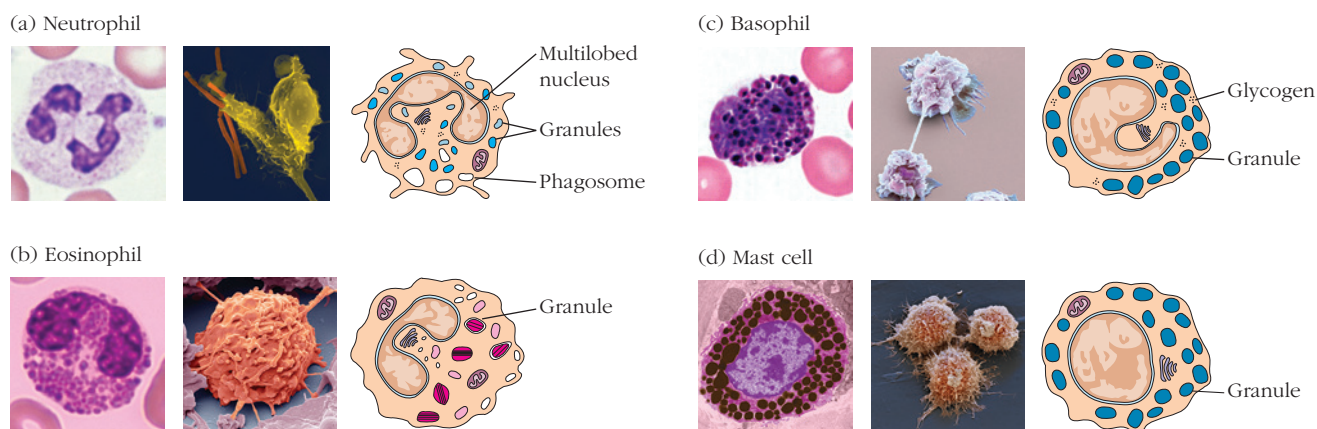 (a) Neutrophil
Multilobed
nucleus
Granules
Phagosome
(b) Eosinophil
Granule
(c) Basophil
Glycogen
Granule
(d) Mast cell
Granule